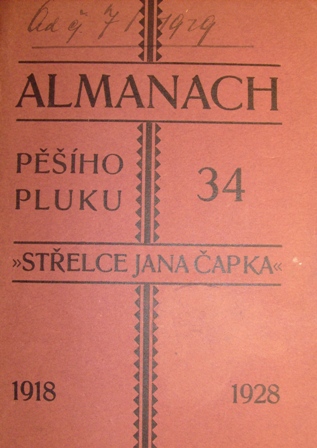 ALMANACH
PĚŠÍHO
PLUKU 34
»STŘELCE JANA ČAPKA«
1918 1928